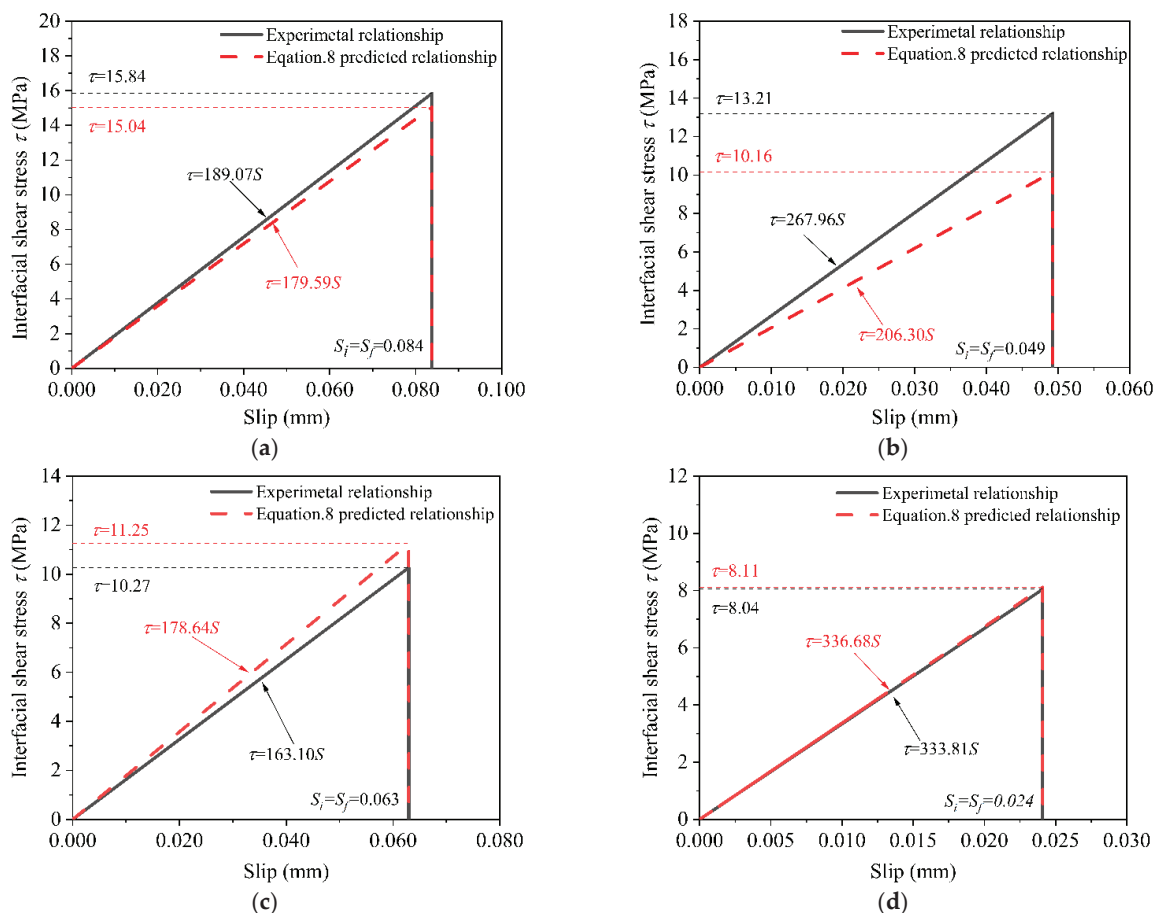 20
18
16
14
12
10
8
6
4
2
0
Interfacial shear stress τ (MPa)
Experimetal relationship
Eqation.8 predicted relationship
τ=15.84
τ=15.04
τ=189.07S
τ=179.59S
Si=Sf=0.084
0.000 0.020 0.040 0.060 0.080 0.100
Slip (mm)
(a)
18
16
14
12
10
8
6
4
2
0
Interfacial shear stress τ (MPa)
Experimetal relationship
Equation.8 predicted relationship
τ=13.21
τ=10.16
τ=267.96S
τ=206.30S
Si=Sf=0.049
0.000 0.010 0.020 0.030 0.040 0.050 0.060
Slip (mm)
(b)
14
12
10
8
6
4
2
0
Interfacial shear stress τ (MPa)
Experimetal relationship
Equation.8 predicted relationship
τ=11.25
τ=10.27
τ=178.64S
τ=163.10S
Si=Sf=0.063
0.000 0.020 0.040 0.060 0.080
Slip (mm)
(c)
12
10
8
6
4
2
0
Interfacial shear stress τ (MPa)
Experimetal relationship
Equation.8 predicted relationship
τ=8.11
τ=8.04
τ=336.68S
τ=333.81S
Si=Sf=0.024
0.000 0.005 0.010 0.015 0.020 0.025 0.030
Slip (mm)
(d)